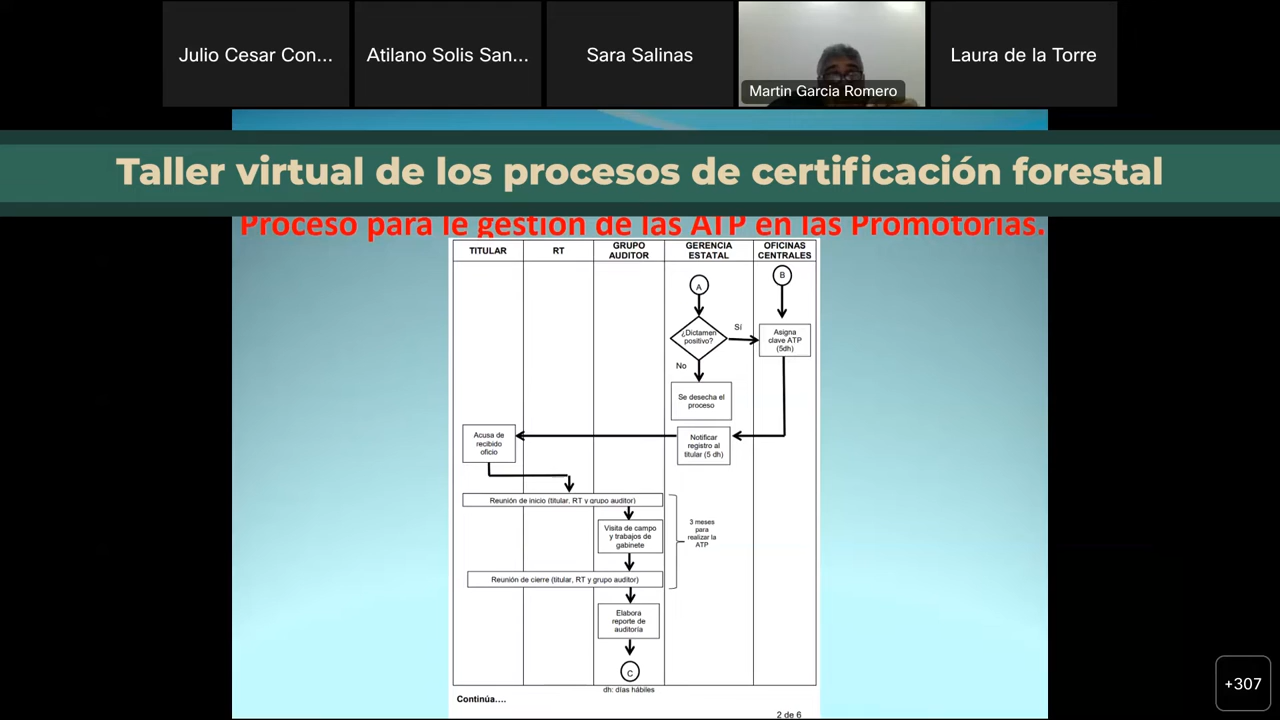 Julio Cesar Con...
Atilano Solis San...
Sara Salinas
Martin Garcia Romero
Laura de la Torre
Taller virtual de los procesos de certificación forestal
Proceso para le gestión de las ATP en las Promotorías.
TITULAR
RT
GRUPO
AUDITOR
GERENCIA
ESTATAL
OFICINAS
CENTRALES
A
B
¿Dictamen
positivo?
Sí
Asigna
clave ATP
(5dh)
No
Se desecha el
proceso
Acusa de
recibido
oficio
Notificar
registro al
titular (5 dh)
Reunión de inicio (titular, RT y grupo auditor)
Visita de campo
y trabajos de
gabinete
3 meses
para
realizar la
ATP
Reunión de cierre (titular, RT y grupo auditor)
Elabora
reporte de
auditoría
C
dh: días hábiles
Continúa....
2 de 6
+307